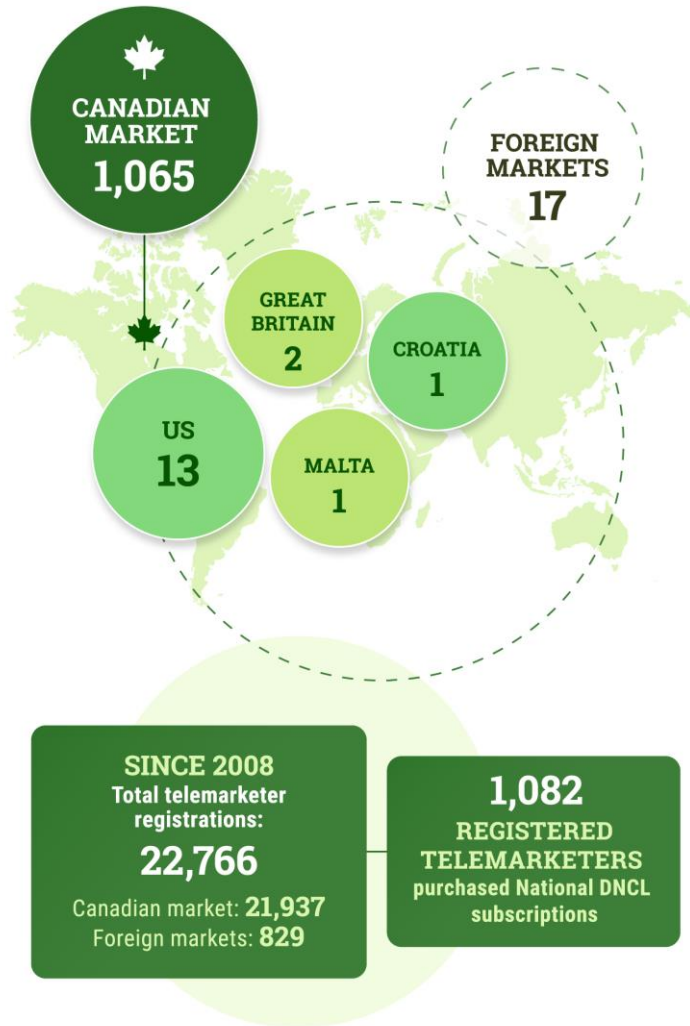 CANADIAN
MARKET
1,065
FOREIGN
MARKETS
17
GREAT
BRITAIN
2
CROATIA
1
US
13
MALTA
1
SINCE 2008
Total telemarketer
registrations:
22,766
Canadian market: 21,937
Foreign markets: 829
1,082
REGISTERED
TELEMARKETERS
purchased National DNCL
subscriptions